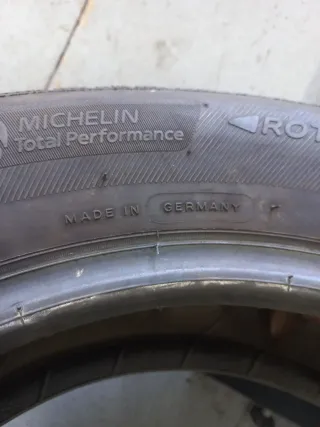 MICHELIN
Total Performance
ROT
MADE IN GERMANY